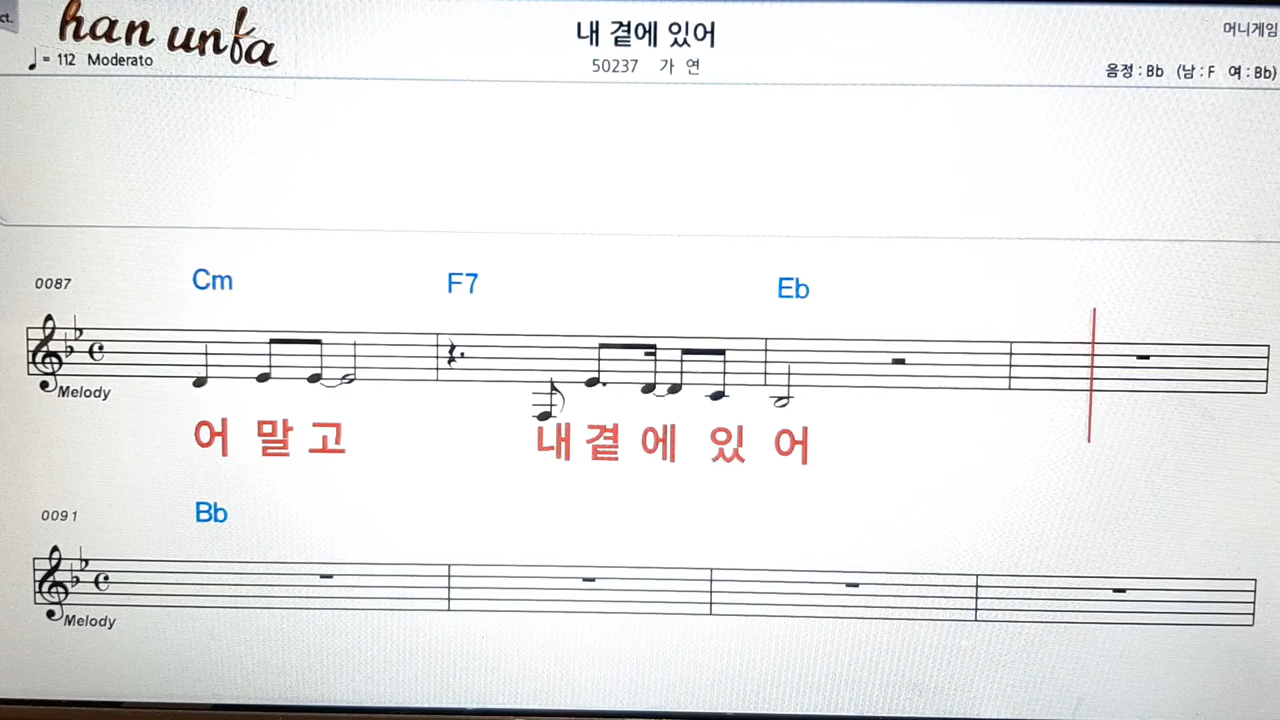 ct.
han unfa
내 곁에 있어
머니게임
♩= 112 Moderato
50237 가 연
음정 : Bb (남 : F 여 : Bb)
0087 Cm F7 Eb
Melody
어 말 고 내 곁 에 있 어
0091 Bb
Melody